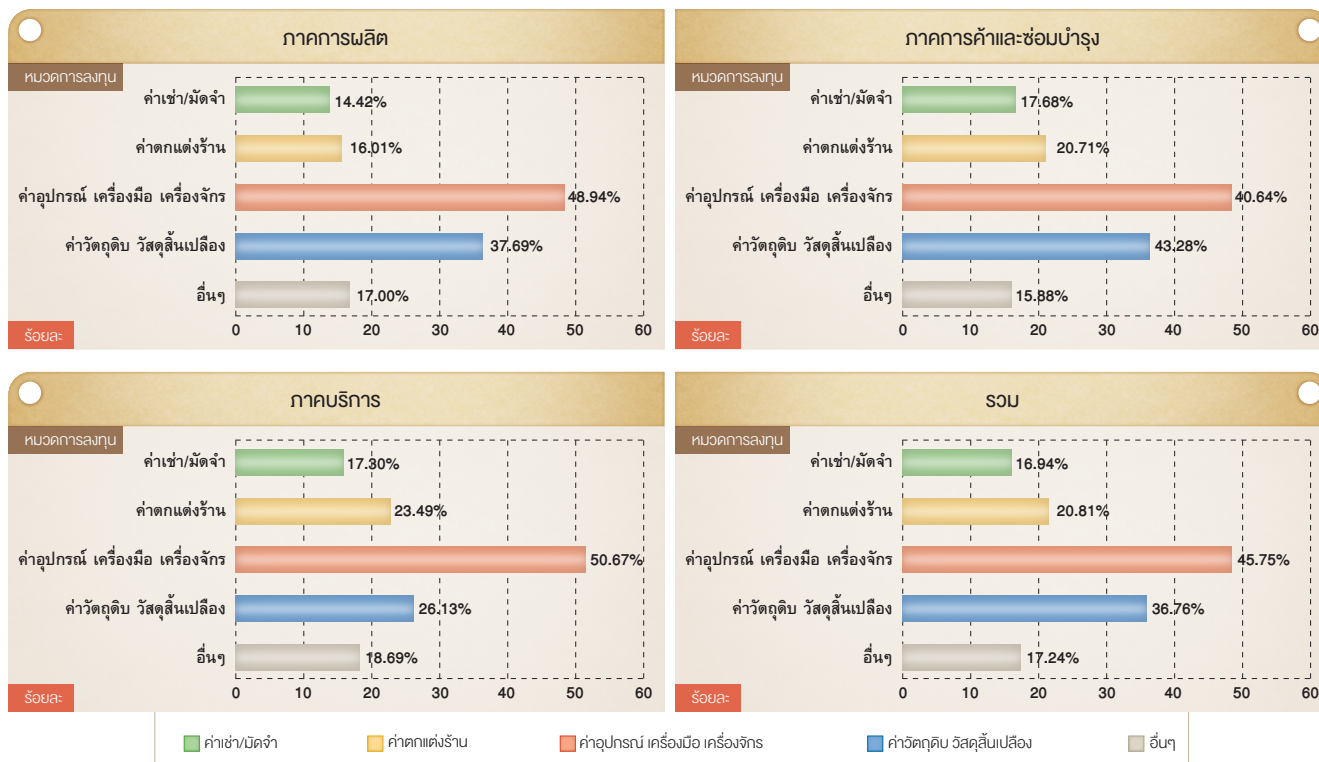 ภาคการผลิต
หมวดการลงทุน
ค่าเช่า/มัดจำ 14.42%
ค่าตกแต่งร้าน 16.01%
ค่าอุปกรณ์ เครื่องมือ เครื่องจักร 48.94%
ค่าวัตถุดิบ วัสดุสิ้นเปลือง 37.69%
อื่นๆ 17.00%
0 10 20 30 40 50 60
ร้อยละ
ภาคการค้าและซ่อมบำรุง
หมวดการลงทุน
ค่าเช่า/มัดจำ 17.68%
ค่าตกแต่งร้าน 20.71%
ค่าอุปกรณ์ เครื่องมือ เครื่องจักร 40.64%
ค่าวัตถุดิบ วัสดุสิ้นเปลือง 43.28%
อื่นๆ 15.88%
0 10 20 30 40 50 60
ร้อยละ
ภาคบริการ
หมวดการลงทุน
ค่าเช่า/มัดจำ 17.30%
ค่าตกแต่งร้าน 23.49%
ค่าอุปกรณ์ เครื่องมือ เครื่องจักร 50.67%
ค่าวัตถุดิบ วัสดุสิ้นเปลือง 26.13%
อื่นๆ 18.69%
0 10 20 30 40 50 60
ร้อยละ
รวม
หมวดการลงทุน
ค่าเช่า/มัดจำ 16.94%
ค่าตกแต่งร้าน 20.81%
ค่าอุปกรณ์ เครื่องมือ เครื่องจักร 45.75%
ค่าวัตถุดิบ วัสดุสิ้นเปลือง 36.76%
อื่นๆ 17.24%
0 10 20 30 40 50 60
ร้อยละ
ค่าเช่า/มัดจำ ค่าตกแต่งร้าน ค่าอุปกรณ์ เครื่องมือ เครื่องจักร ค่าวัตถุดิบ วัสดุสิ้นเปลือง อื่นๆ